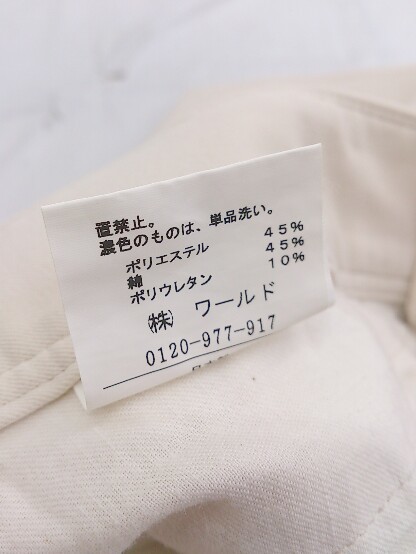 直禁止。
濃色のものは、単品洗い。
ポリエステル 45%
綿 45%
ポリウレタン 10%
㈱ ワールド
0120-977-917